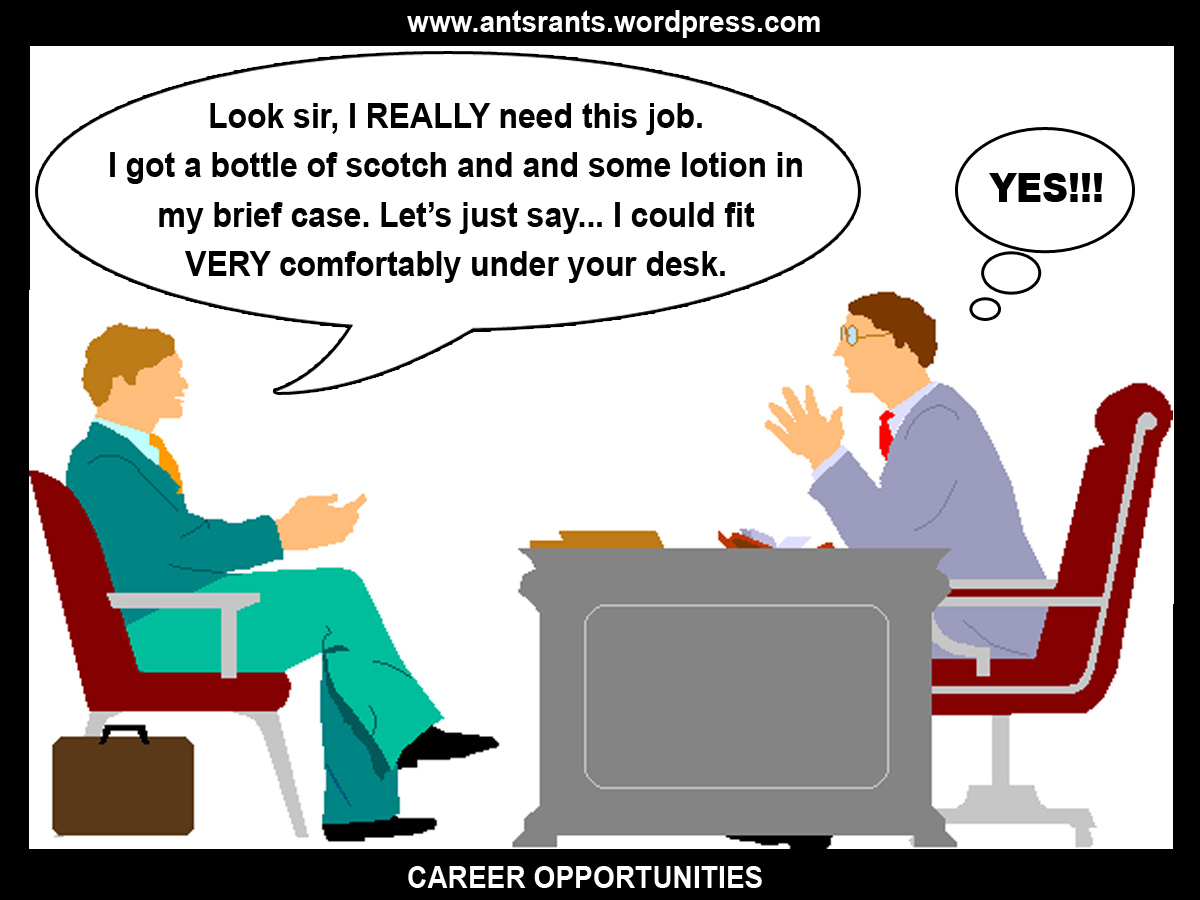 www.antsrants.wordpress.com
Look sir, I REALLY need this job.
I got a bottle of scotch and and some lotion in
my brief case. Let’s just say... I could fit
VERY comfortably under your desk.
YES!!!
CAREER OPPORTUNITIES